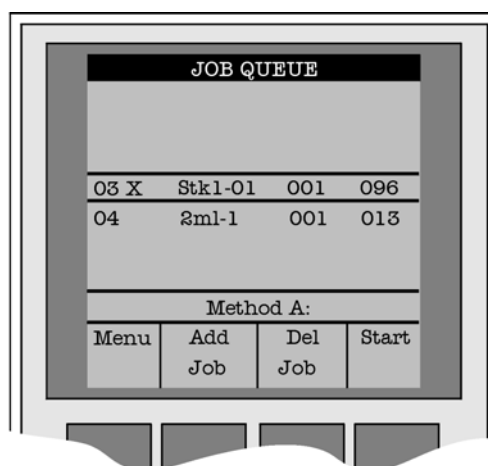 JOB QUEUE
03 X Stk1-01 001 096
04 2ml-1 001 013
Method A:
Menu Add Job Del Job Start